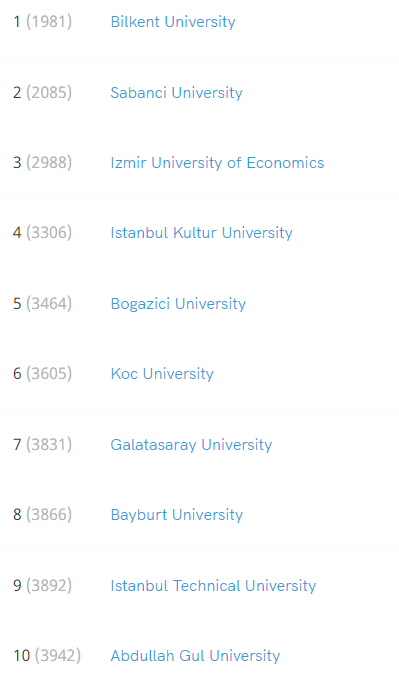 1 (1981) Bilkent University
2 (2085) Sabanci University
3 (2988) Izmir University of Economics
4 (3306) Istanbul Kultur University
5 (3464) Bogazici University
6 (3605) Koc University
7 (3831) Galatasaray University
8 (3866) Bayburt University
9 (3892) Istanbul Technical University
10 (3942) Abdullah Gul University